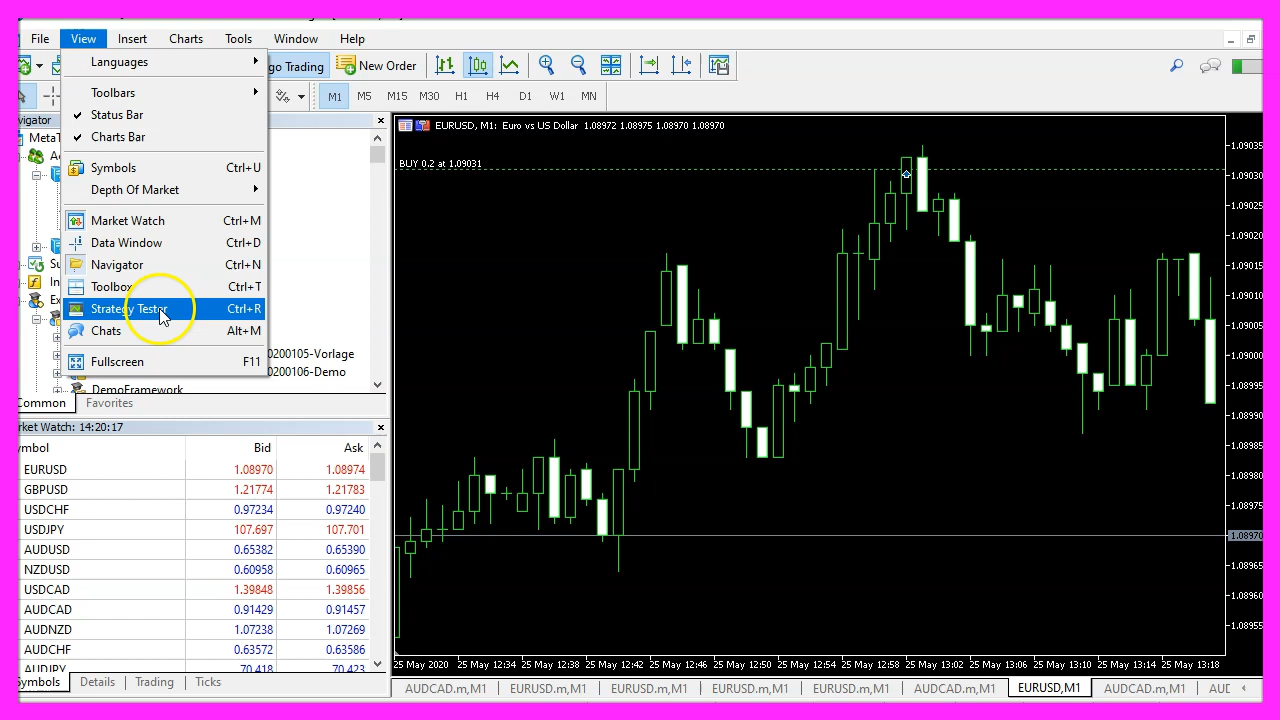 File View Insert Charts Tools Window Help
Languages
Trading New Order
Toolbars
M1 M5 M15 M30 H1 H4 D1 W1 MN
Status Bar
Charts Bar
Symbols Ctrl+U
Depth Of Market
Market Watch Ctrl+M
Data Window Ctrl+D
Navigator Ctrl+N
Toolbox Ctrl+T
Strategy Tester Ctrl+R
Chats Alt+M
Fullscreen F11
0200105-Vorlage
0200106-Demo
DemoFramework
Common Favorites
rket Watch: 14:20:17
ymbol Bid Ask
EURUSD 1.08970 1.08974
GBPUSD 1.21774 1.21783
USDCHF 0.97234 0.97240
USDJPY 107.697 107.701
AUDUSD 0.65382 0.65390
NZDUSD 0.60958 0.60965
USDCAD 1.39848 1.39856
AUDCAD 0.91429 0.91457
AUDNZD 1.07238 1.07269
AUDCHF 0.63572 0.63586
AUDJPY 70.418 70.423
Symbols Details Trading Ticks
EURUSD, M1: Euro vs US Dollar 1.08972 1.08975 1.08970 1.08970
BUY 0.2 at 1.09031
1.09035
1.09030
1.09025
1.09020
1.09015
1.09010
1.09005
1.09000
1.08995
1.08990
1.08985
1.08980
1.08975
1.08970
1.08965
1.08960
1.08955
25 May 2020 25 May 12:34 25 May 12:38 25 May 12:42 25 May 12:46 25 May 12:50 25 May 12:54 25 May 12:58 25 May 13:02 25 May 13:06 25 May 13:10 25 May 13:14 25 May 13:18
AUDCAD.m,M1 EURUSD.m,M1 EURUSD.m,M1 EURUSD.m,M1 EURUSD.m,M1 AUDCAD.m,M1 EURUSD,M1 AUDCAD.m,M1 AUD